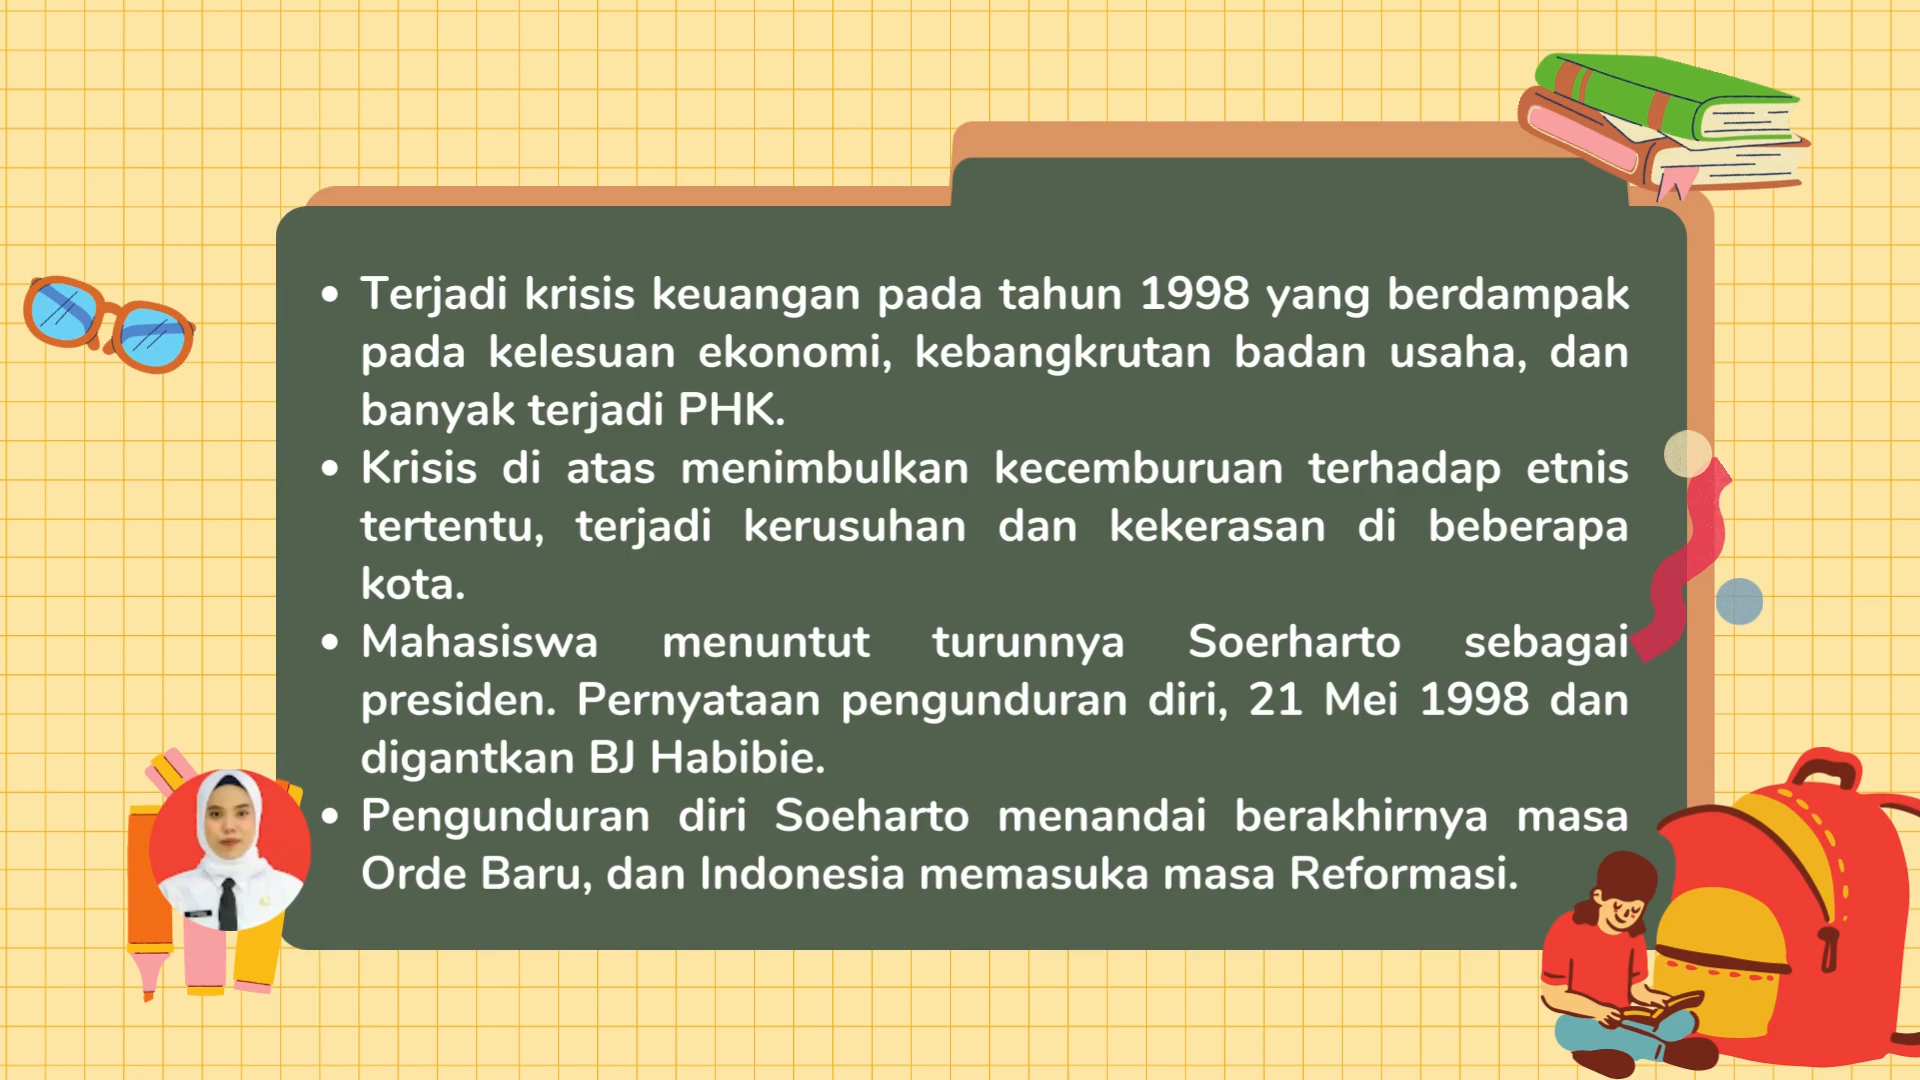 • Terjadi krisis keuangan pada tahun 1998 yang berdampak
pada kelesuan ekonomi, kebangkrutan badan usaha, dan
banyak terjadi PHK.
• Krisis di atas menimbulkan kecemburuan terhadap etnis
tertentu, terjadi kerusuhan dan kekerasan di beberapa
kota.
• Mahasiswa menuntut turunnya Soerharto sebagai
presiden. Pernyataan pengunduran diri, 21 Mei 1998 dan
digantkan BJ Habibie.
• Pengunduran diri Soeharto menandai berakhirnya masa
Orde Baru, dan Indonesia memasuka masa Reformasi.